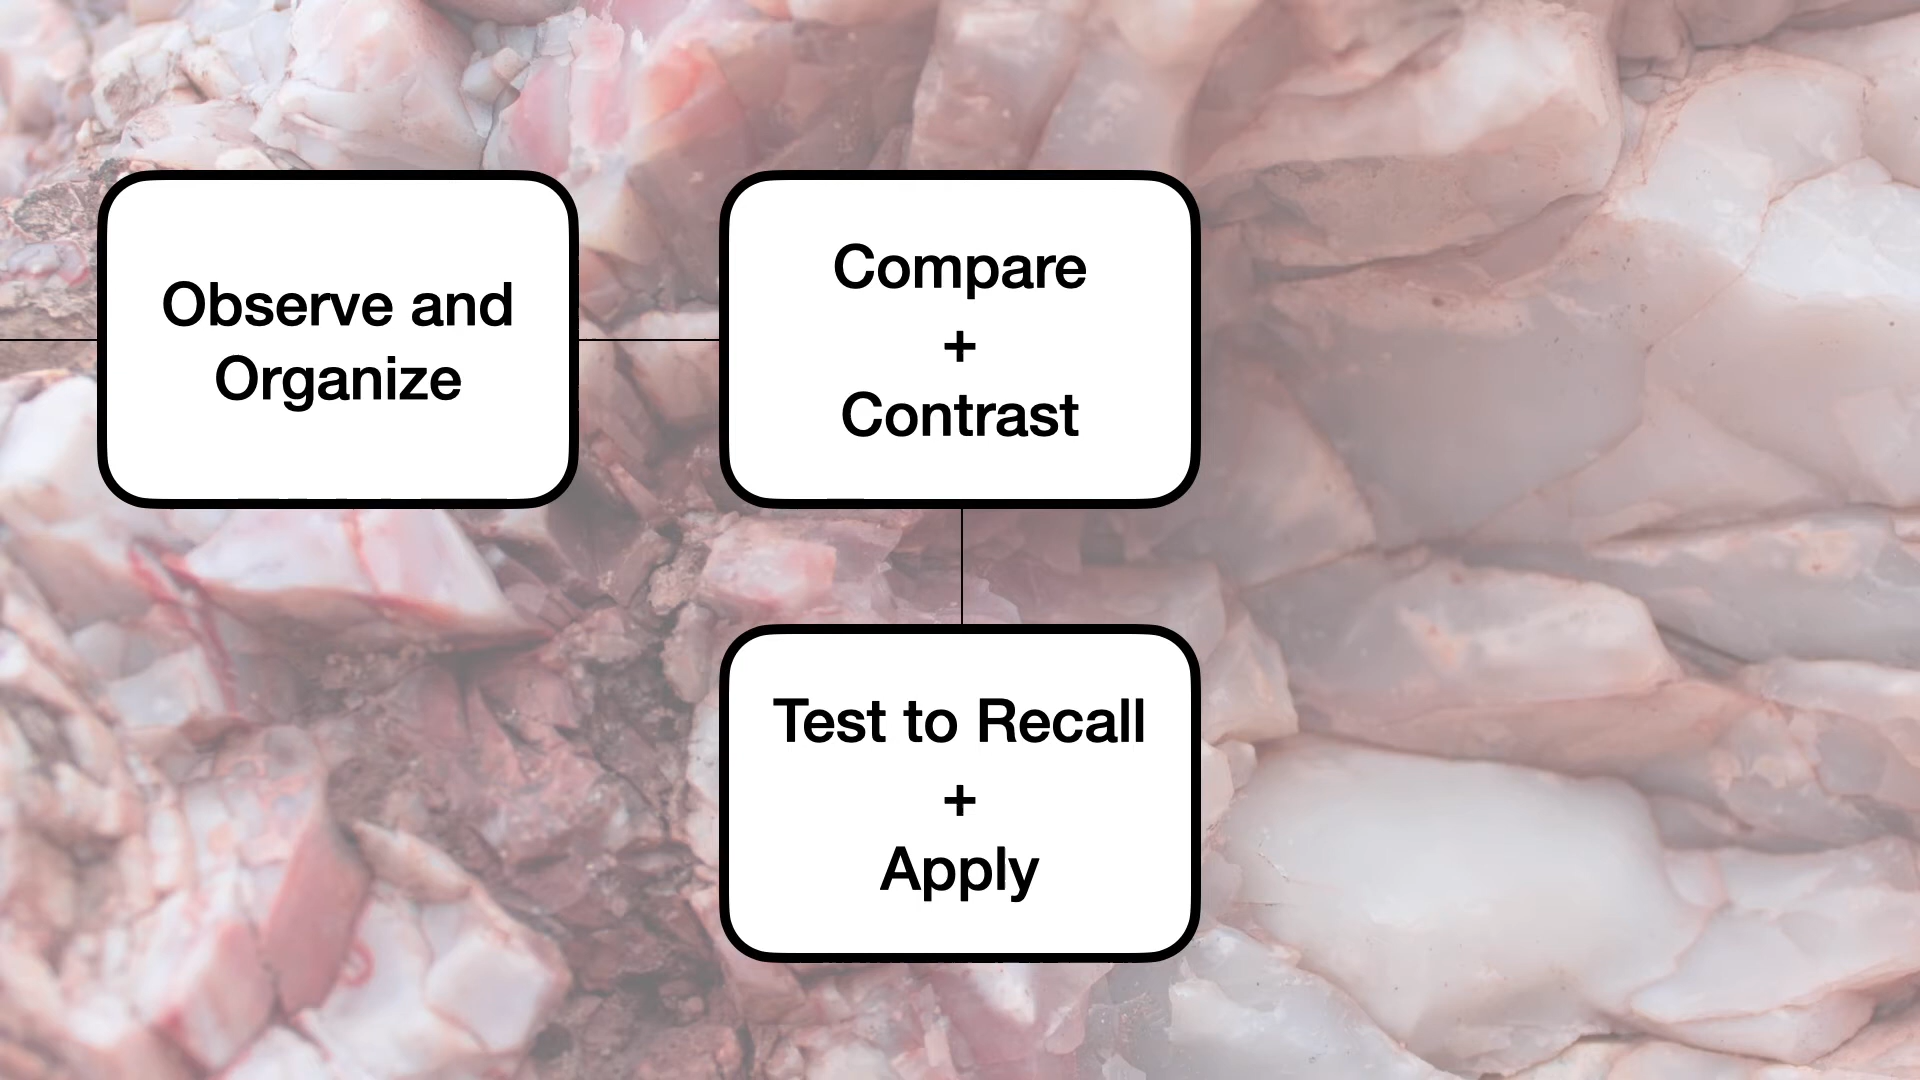 Observe and
Organize
Compare
+
Contrast
Test to Recall
+
Apply